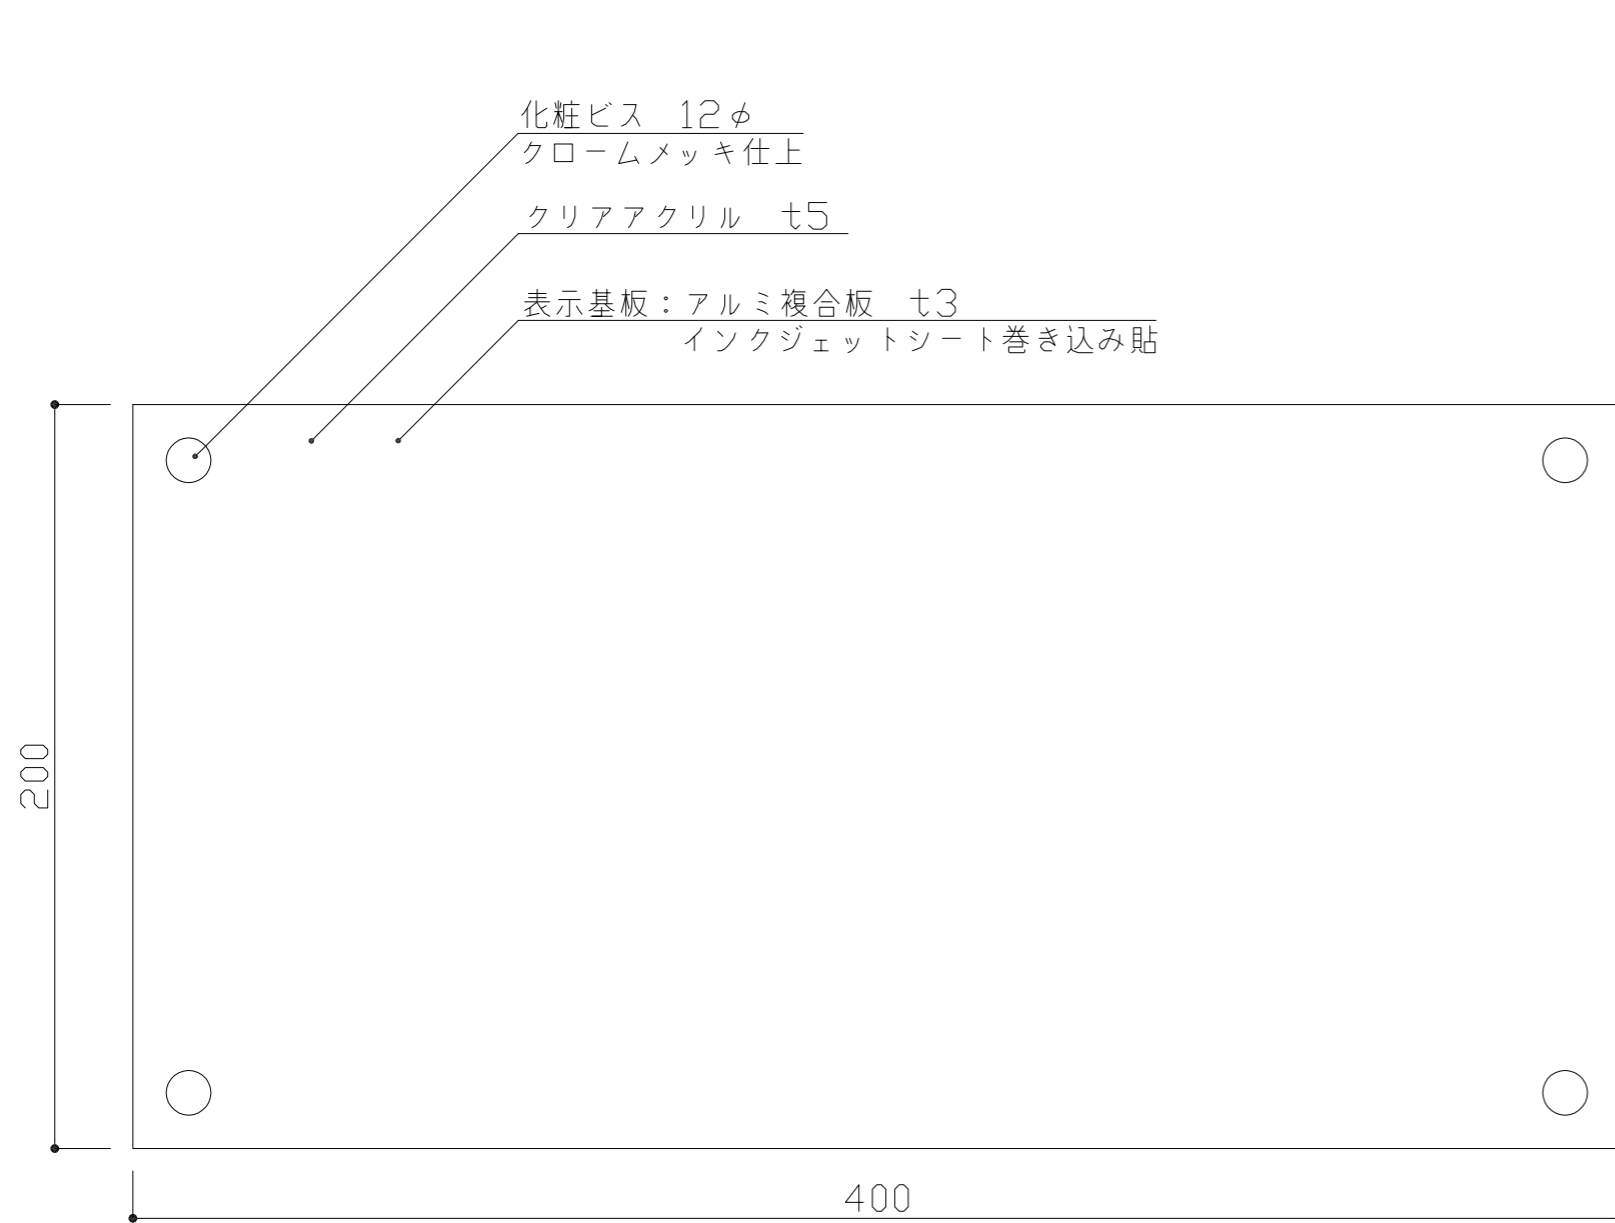 化粧ビス　12φ
クロームメッキ仕上
クリアアクリル　t5
表示基板：アルミ複合板　t3
インクジェットシート巻き込み貼
200
400